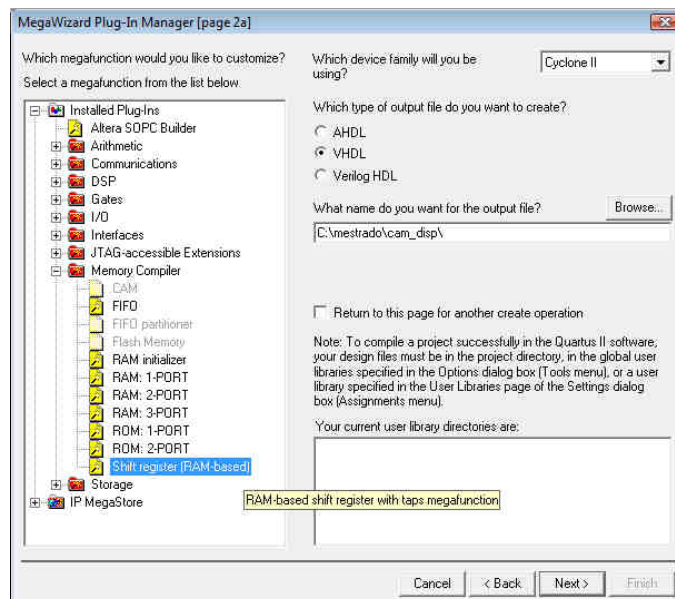 MegaWizard Plug-In Manager [page 2a]
Which megafunction would you like to customize?
Select a megafunction from the list below
Installed Plug-Ins
Altera SOPC Builder
Arithmetic
Communications
DSP
Gates
I/O
Interfaces
JTAG-accessible Extensions
Memory Compiler
CAM
FIFO
FIFO partitioner
Flash Memory
RAM initializer
RAM: 1-PORT
RAM: 2-PORT
RAM: 3-PORT
ROM: 1-PORT
ROM: 2-PORT
Shift register (RAM-based)
Storage
IP MegaStore
RAM-based shift register with taps megafunction
Which device family will you be
using?
Cyclone II
Which type of output file do you want to create?
AHDL
VHDL
Verilog HDL
What name do you want for the output file?
Browse...
C:\mestrado\cam_disp\
Return to this page for another create operation
Note: To compile a project successfully in the Quartus II software,
your design files must be in the project directory, in the global user
libraries specified in the Options dialog box (Tools menu), or a user
library specified in the User Libraries page of the Settings dialog
box (Assignments menu).
Your current user library directories are:
Cancel
< Back
Next >
Finish